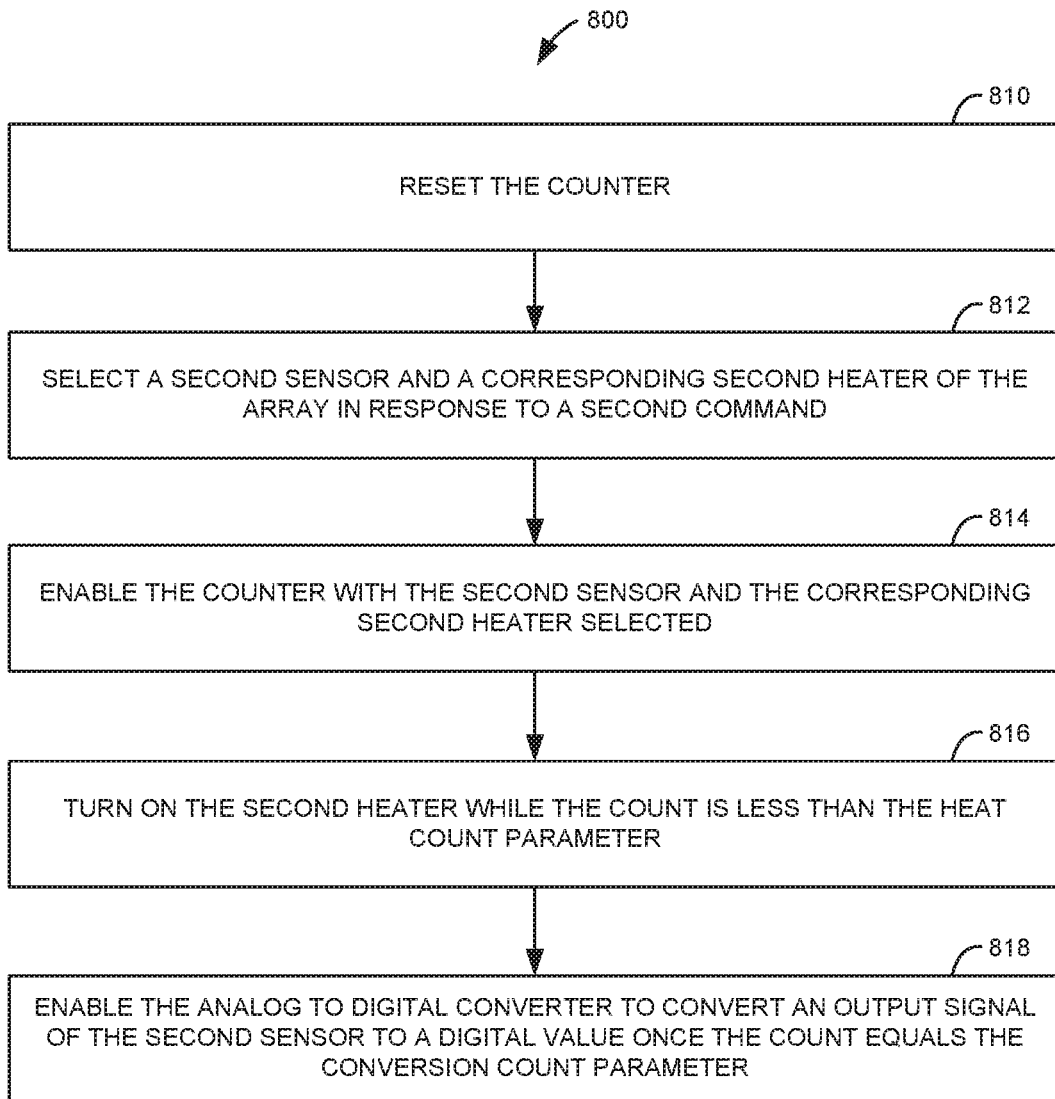 800
810
RESET THE COUNTER
812
SELECT A SECOND SENSOR AND A CORRESPONDING SECOND HEATER OF THE
ARRAY IN RESPONSE TO A SECOND COMMAND
814
ENABLE THE COUNTER WITH THE SECOND SENSOR AND THE CORRESPONDING
SECOND HEATER SELECTED
816
TURN ON THE SECOND HEATER WHILE THE COUNT IS LESS THAN THE HEAT
COUNT PARAMETER
818
ENABLE THE ANALOG TO DIGITAL CONVERTER TO CONVERT AN OUTPUT SIGNAL
OF THE SECOND SENSOR TO A DIGITAL VALUE ONCE THE COUNT EQUALS THE
CONVERSION COUNT PARAMETER